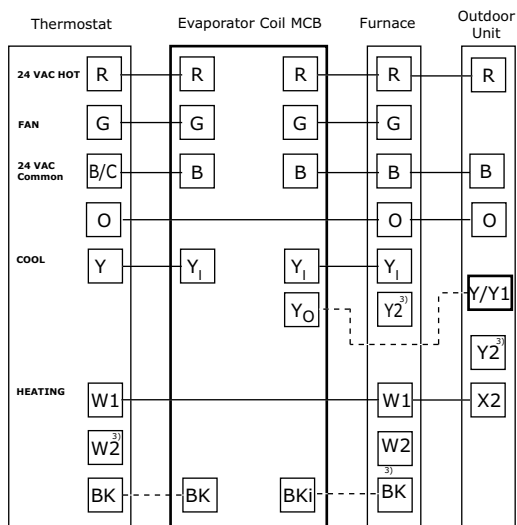 Thermostat Evaporator Coil MCB Furnace Outdoor Unit
24 VAC HOT R R R R R
FAN G G G G
24 VAC Common B/C B B B B
O O O
COOL Y YI YI YI
YO Y2 3) Y/Y1
Y2 3)
HEATING W1 W1 X2
W2 3) W2 3)
BK BK BKi BK